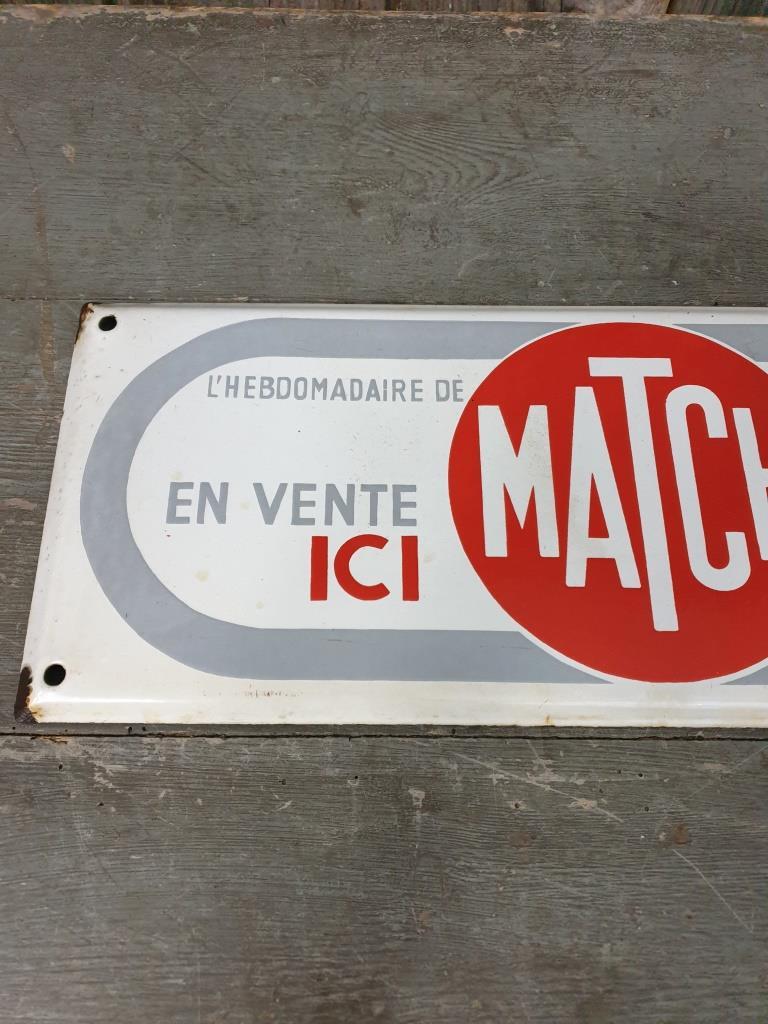 L'HEBDOMADAIRE DE
EN VENTE
ICI
MATCH